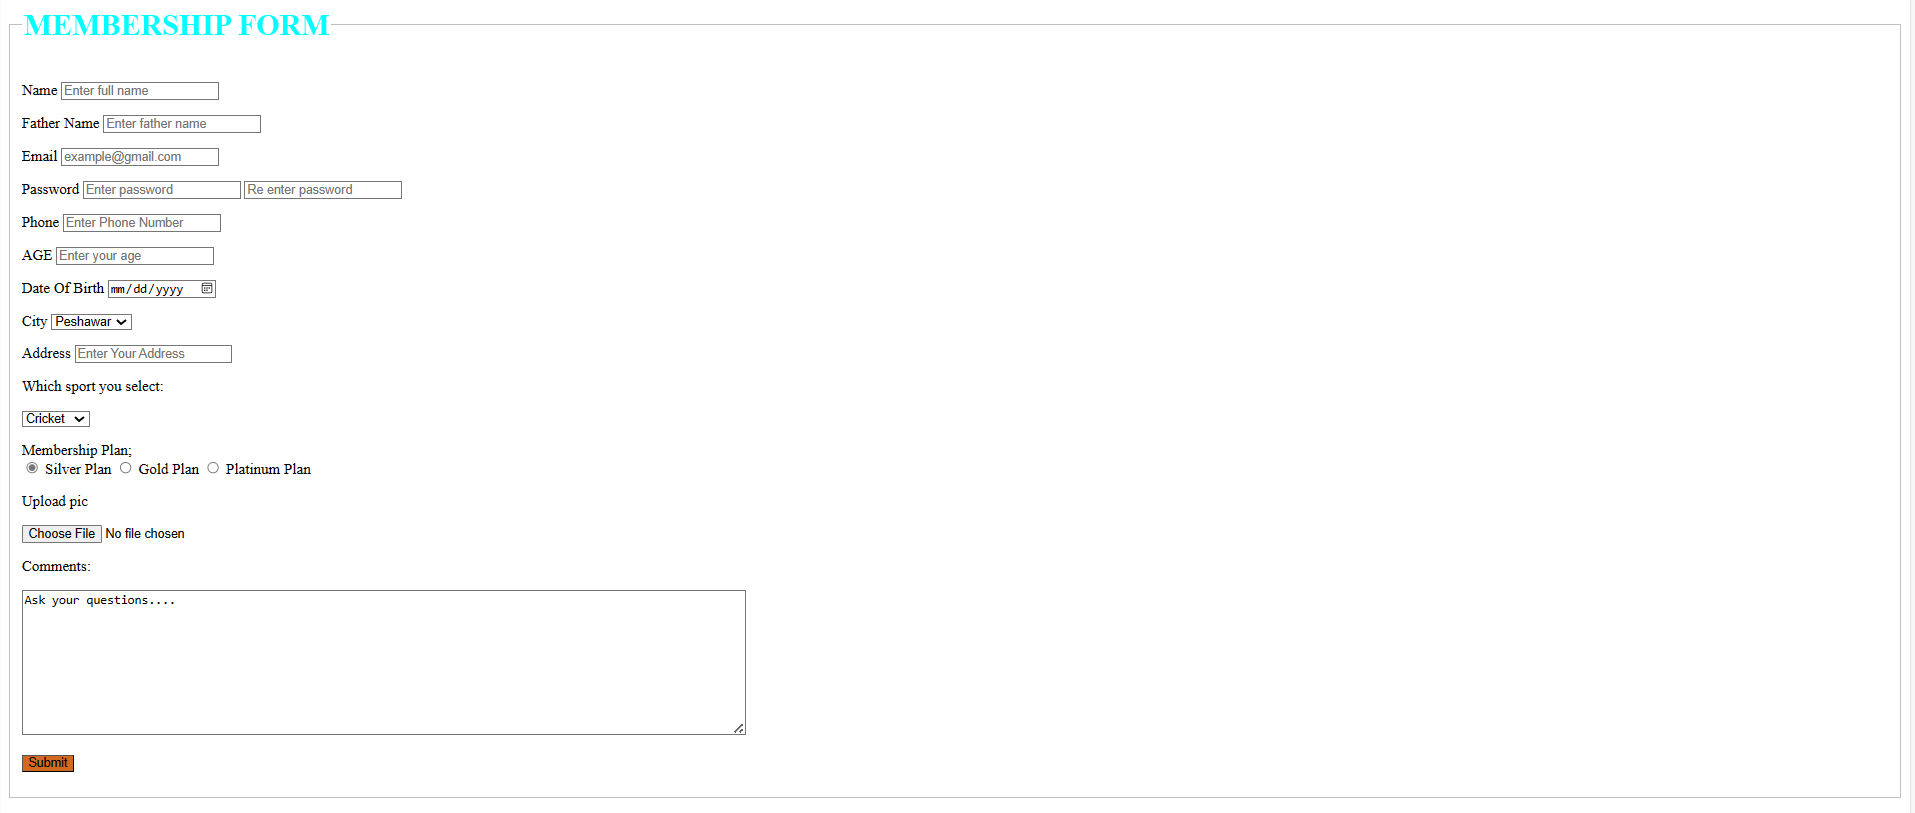 MEMBERSHIP FORM
Name Enter full name
Father Name Enter father name
Email example@gmail.com
Password Enter password Re enter password
Phone Enter Phone Number
AGE Enter your age
Date Of Birth mm/dd/yyyy
City Peshawar
Address Enter Your Address
Which sport you select:
Cricket
Membership Plan;
Silver Plan Gold Plan Platinum Plan
Upload pic
Choose File No file chosen
Comments:
Ask your questions....
Submit